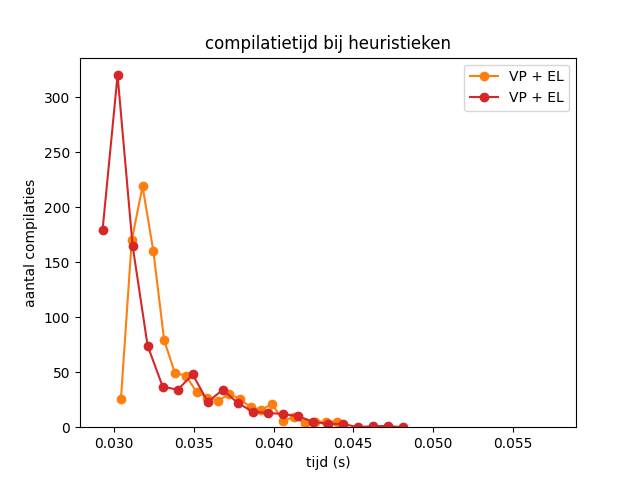 compilatietijd bij heuristieken
VP + EL
VP + EL
aantal compilaties
300
250
200
150
100
50
0
0.030 0.035 0.040 0.045 0.050 0.055
tijd (s)